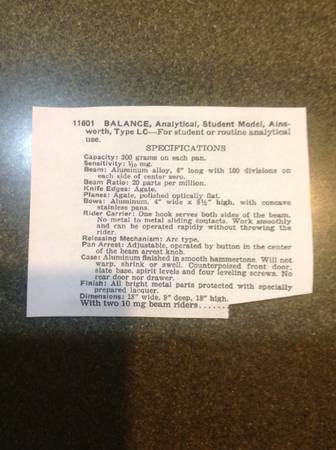 11601 BALANCE, Analytical, Student Model, Ains-
worth, Type LC—For student or routine analytical
use.
SPECIFICATIONS
Capacity: 200 grams on each pan.
Sensitivity: 1/20 mg.
Beam: Aluminum alloy, 6" long with 100 divisions on
each side of center zero.
Beam Ratio: 20 parts per million.
Knife Edges: Agate.
Planes: Agate, polished optically flat.
Bows: Aluminum, 4" wide x 8½" high, with concave
stainless pans.
Rider Carrier: One hook serves both sides of the beam.
No metal to metal sliding contacts. Work smoothly
and can be operated rapidly without throwing the
rider.
Releasing Mechanism: Arc type.
Pan Arrest: Adjustable, operated by button in the center
of the beam arrest knob.
Case: Aluminum finished in smooth hammertone. Will not
warp, shrink or swell. Counterpoised front door,
slate base, spirit levels and four leveling screws. No
rear door nor drawer.
Finish: All bright metal parts protected with specially
prepared lacquer.
Dimensions: 18" wide, 9" deep, 18" high.
With two 10 mg beam riders.......